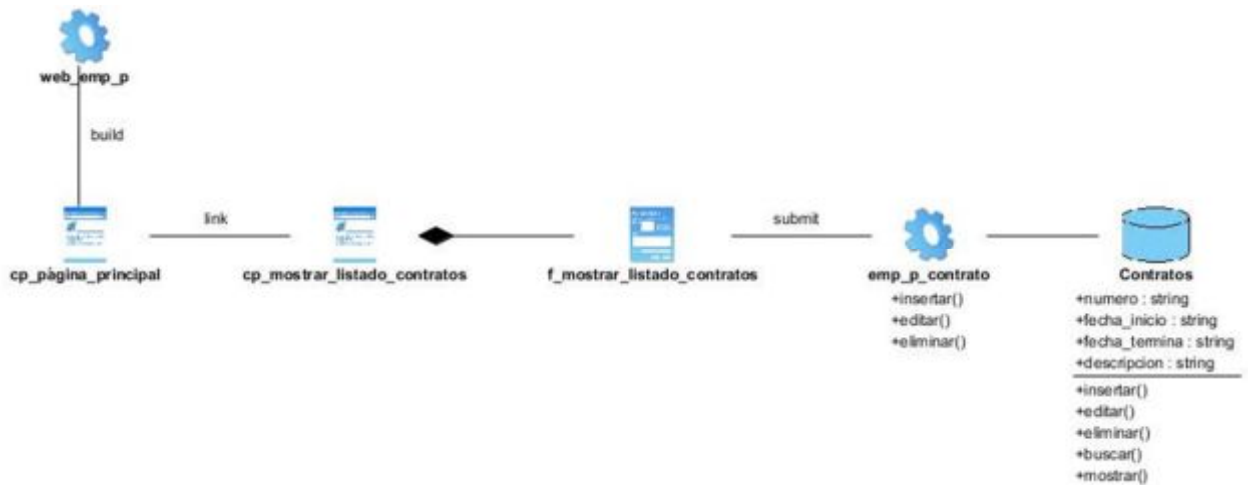 web_emp_p
build
link
submit
cp_pàgina_principal
cp_mostrar_listado_contratos
f_mostrar_listado_contratos
emp_p_contrato
+insertar()
+editar()
+eliminar()
Contratos
+numero : string
+fecha_inicio : string
+fecha_termina : string
+descripcion : string
+insertar()
+editar()
+eliminar()
+buscar()
+mostrar()